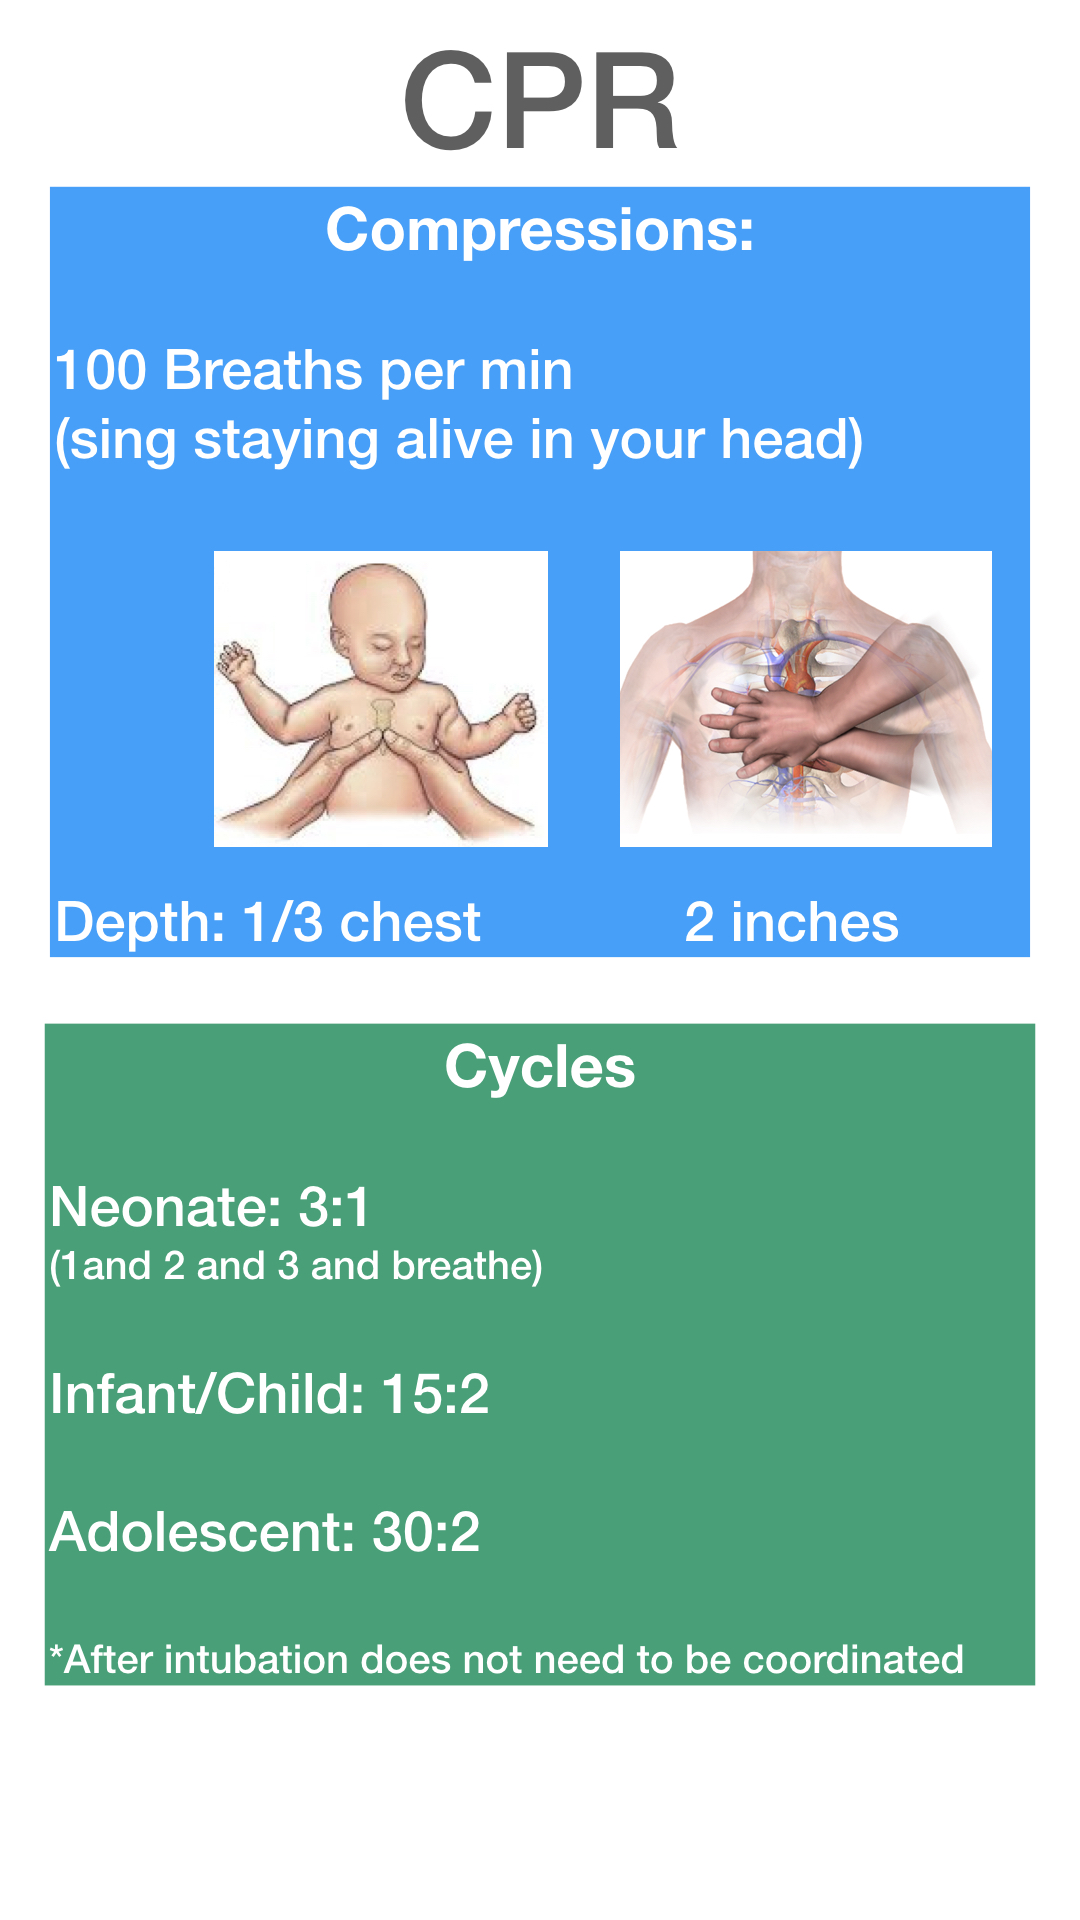 CPR
Compressions:
100 Breaths per min
(sing staying alive in your head)
Depth: 1/3 chest 2 inches
Cycles
Neonate: 3:1
(1and 2 and 3 and breathe)
Infant/Child: 15:2
Adolescent: 30:2
*After intubation does not need to be coordinated